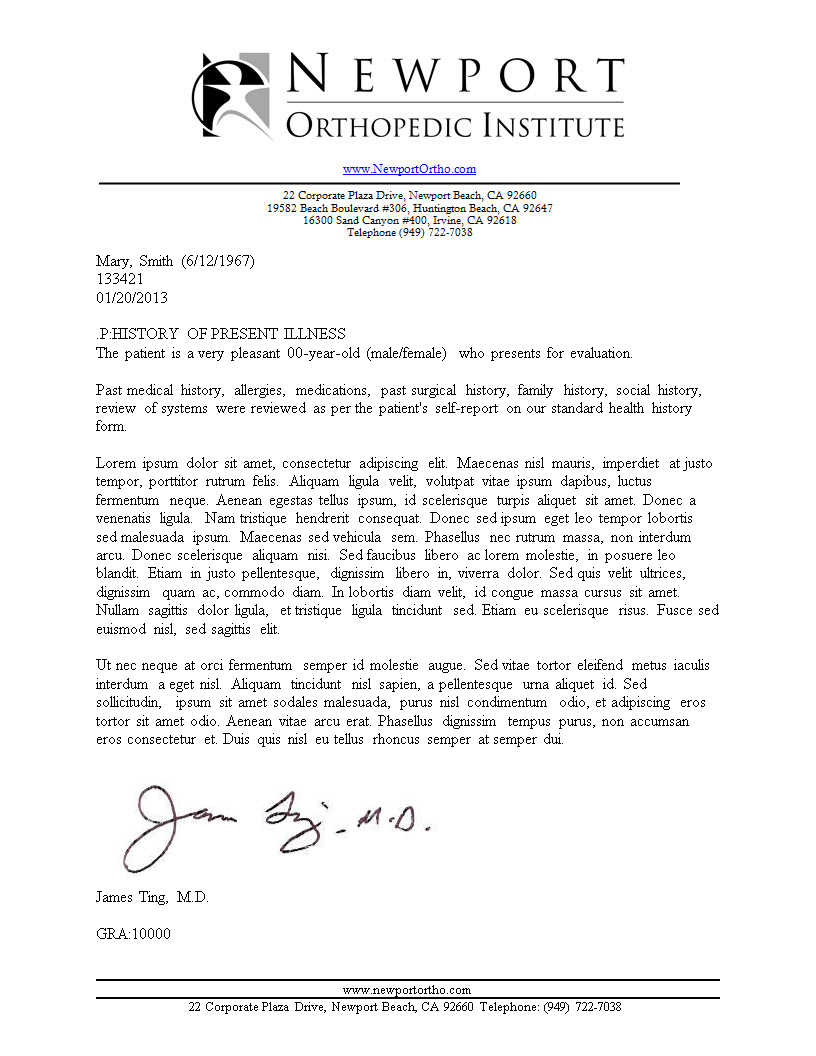 NEWPORT
ORTHOPEDIC INSTITUTE
www.NewportOrtho.com
22 Corporate Plaza Drive, Newport Beach, CA 92660
19582 Beach Boulevard #306, Huntington Beach, CA 92647
16300 Sand Canyon #400, Irvine, CA 92618
Telephone (949) 722-7038
Mary, Smith (6/12/1967)
133421
01/20/2013
.P:HISTORY OF PRESENT ILLNESS
The patient is a very pleasant 00-year-old (male/female) who presents for evaluation.
Past medical history, allergies, medications, past surgical history, family history, social history,
review of systems were reviewed as per the patient's self-report on our standard health history
form.
Lorem ipsum dolor sit amet, consectetur adipiscing elit. Maecenas nisl mauris, imperdiet at justo
tempor, porttitor rutrum felis. Aliquam ligula velit, volutpat vitae ipsum dapibus, luctus
fermentum neque. Aenean egestas tellus ipsum, id scelerisque turpis aliquet sit amet. Donec a
venenatis ligula. Nam tristique hendrerit consequat. Donec sed ipsum eget leo tempor lobortis
sed malesuada ipsum. Maecenas sed vehicula sem. Phasellus nec rutrum massa, non interdum
arcu. Donec scelerisque aliquam nisi. Sed faucibus libero ac lorem molestie, in posuere leo
blandit. Etiam in justo pellentesque, dignissim libero in, viverra dolor. Sed quis velit ultrices,
dignissim quam ac, commodo diam. In lobortis diam velit, id congue massa cursus sit amet.
Nullam sagittis dolor ligula, et tristique ligula tincidunt sed. Etiam eu scelerisque risus. Fusce sed
euismod nisl, sed sagittis elit.
Ut nec neque at orci fermentum semper id molestie augue. Sed vitae tortor eleifend metus iaculis
interdum a eget nisl. Aliquam tincidunt nisl sapien, a pellentesque urna aliquet id. Sed
sollicitudin, ipsum sit amet sodales malesuada, purus nisl condimentum odio, et adipiscing eros
tortor sit amet odio. Aenean vitae arcu erat. Phasellus dignissim tempus purus, non accumsan
eros consectetur et. Duis quis nisl eu tellus rhoncus semper at semper dui.
James Ting - M.D.
James Ting, M.D.
GRA:10000
www.newportortho.com
22 Corporate Plaza Drive, Newport Beach, CA 92660 Telephone: (949) 722-7038